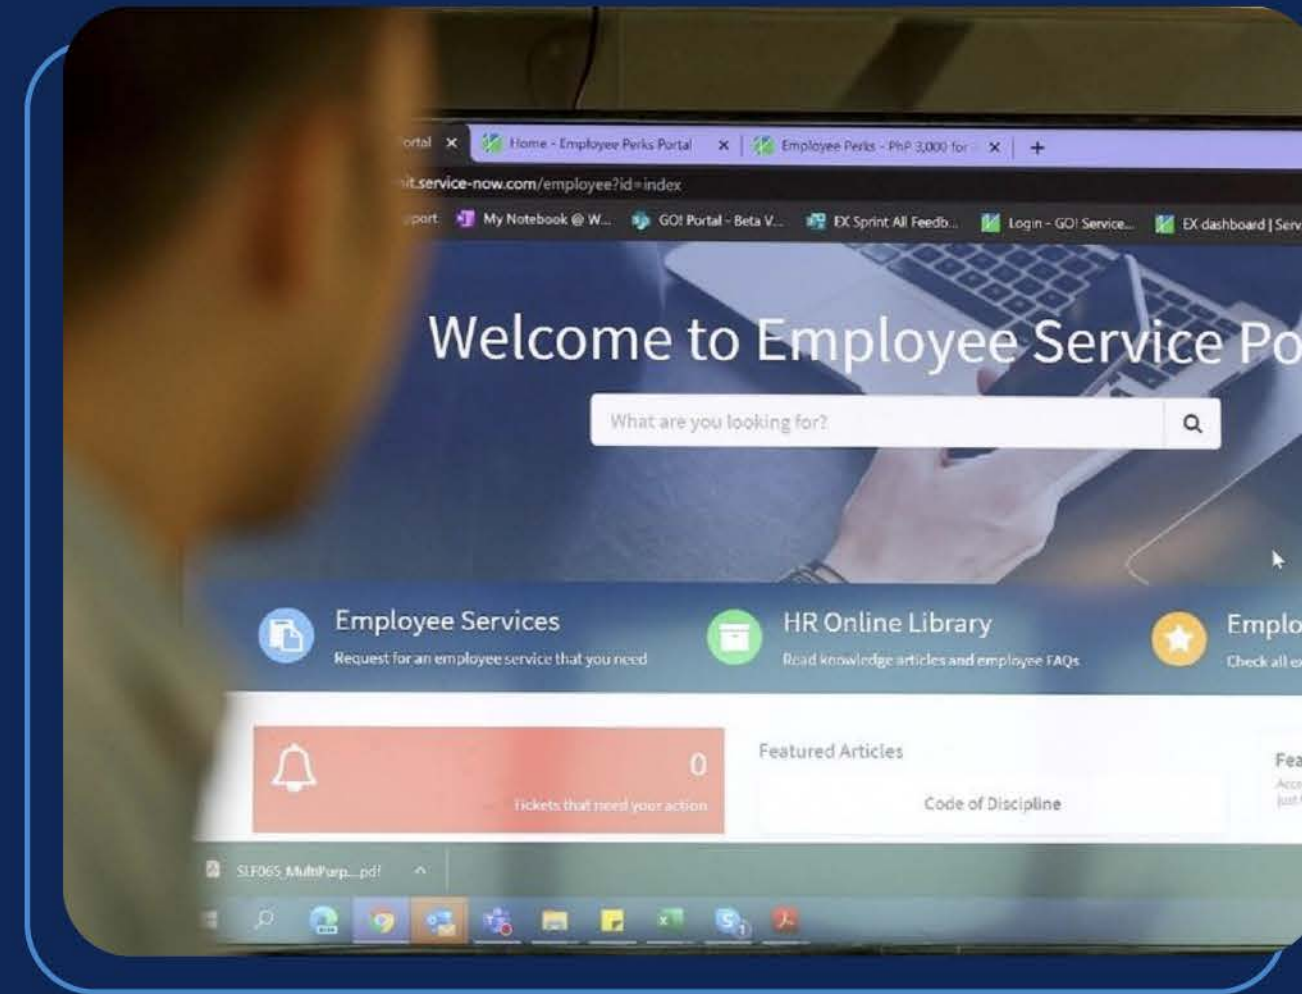 ortal
Home - Employee Perks Portal
Employee Perks - PhP 3,000 for
it.service-now.com/employee?id=index
port
My Notebook @ W...
GO! Portal - Beta V...
EX Sprint All Feedb...
Login - GO! Service...
EX dashboard | Serv
Welcome to Employee Service Po
What are you looking for?
Employee Services
HR Online Library
Emplo
Request for an employee service that you need
Read knowledge articles and employee FAQs
Check all ex
0
Tickets that need your action
Featured Articles
Code of Discipline
Fea
Acce
just
SLF065_MultiPurp....pdf